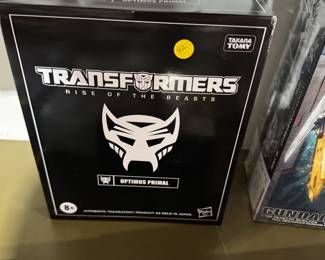 TAKARA
TOMY
TRANSFORMERS
RISE OF THE BEASTS
OPTIMUS PRIMAL
8+
AUTHENTIC TAKARATOMY PRODUCT AS SOLD IN JAPAN.
Hasbro